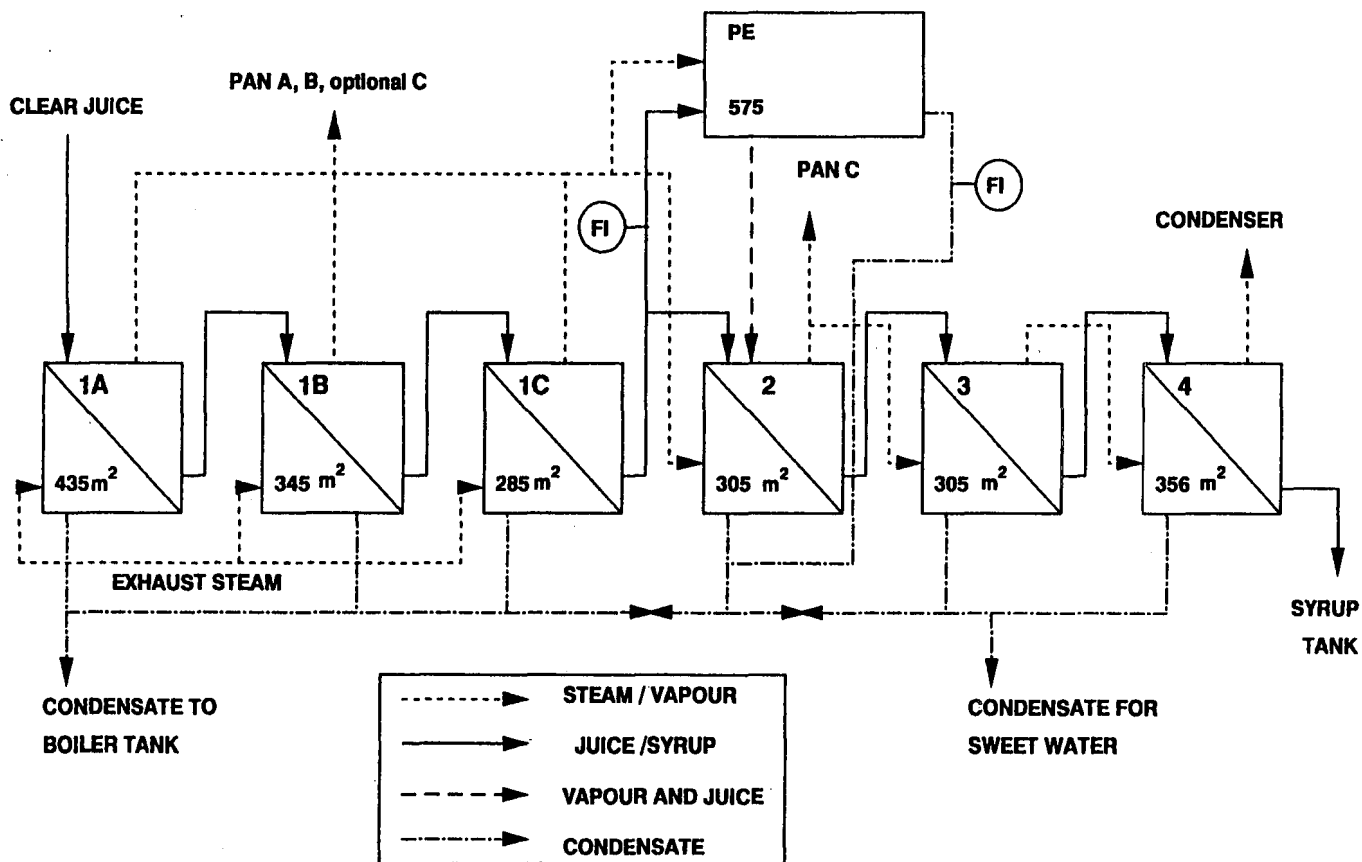 PE
575
PAN A, B, optional C
CLEAR JUICE
PAN C
FI
FI
CONDENSER
1A
435 m²
1B
345 m²
1C
285 m²
2
305 m²
3
305 m²
4
356 m²
EXHAUST STEAM
SYRUP
TANK
CONDENSATE TO
BOILER TANK
CONDENSATE FOR
SWEET WATER
STEAM / VAPOUR
JUICE /SYRUP
VAPOUR AND JUICE
CONDENSATE